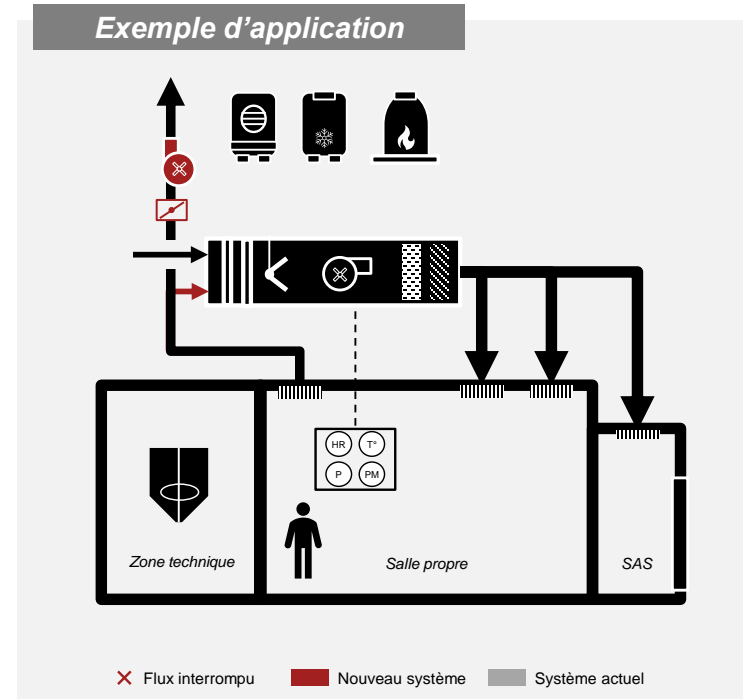 Exemple d'application
HR T°
P PM
Zone technique
Salle propre
SAS
Flux interrompu
Nouveau système
Système actuel